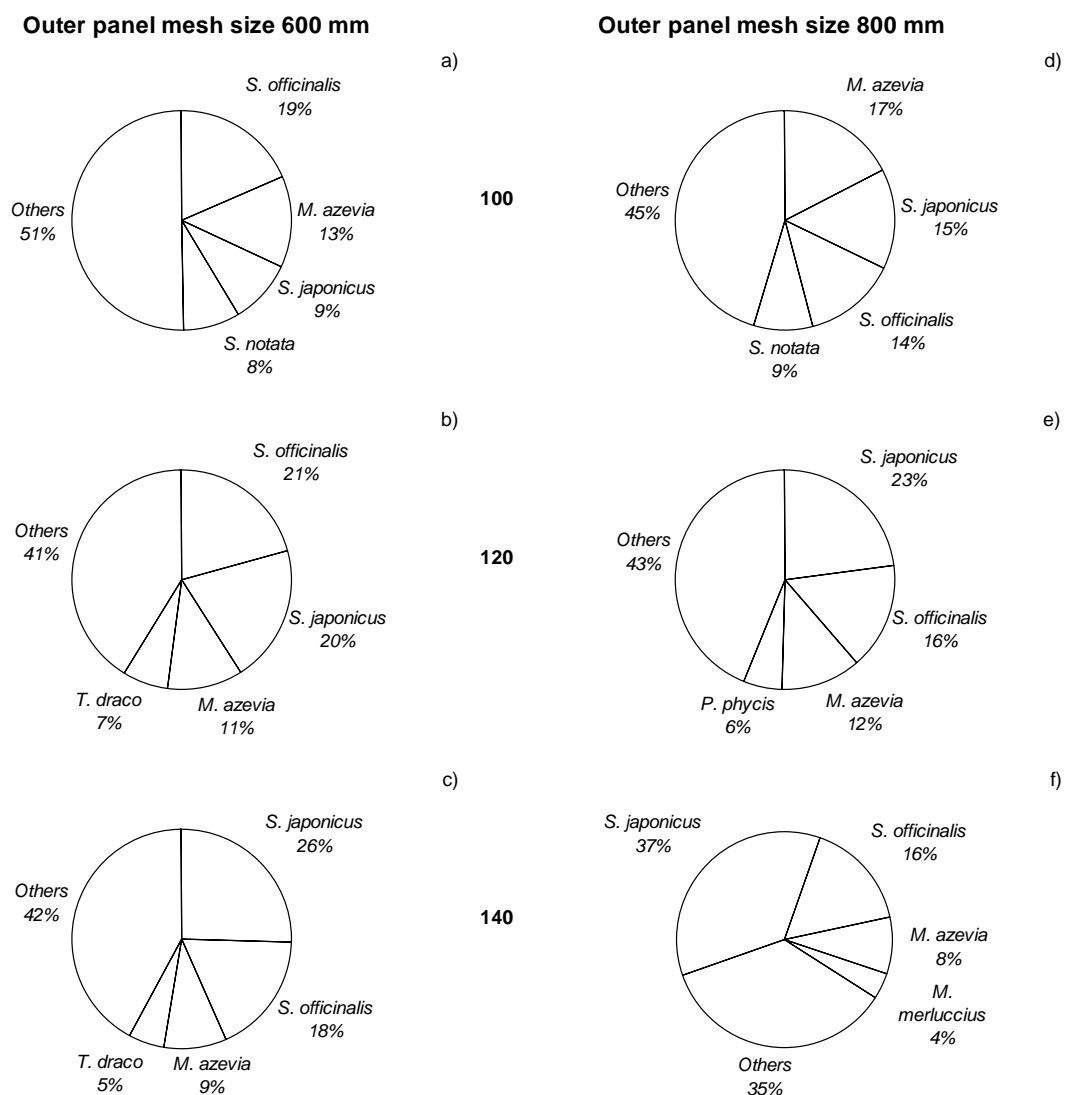 Outer panel mesh size 600 mm
Outer panel mesh size 800 mm
a)
S. officinalis
19%
M. azevia
13%
S. japonicus
9%
S. notata
8%
Others
51%
100
d)
M. azevia
17%
S. japonicus
15%
S. officinalis
14%
S. notata
9%
Others
45%
b)
S. officinalis
21%
S. japonicus
20%
M. azevia
11%
T. draco
7%
Others
41%
120
e)
S. japonicus
23%
S. officinalis
16%
M. azevia
12%
P. phycis
6%
Others
43%
c)
S. japonicus
26%
S. officinalis
18%
M. azevia
9%
T. draco
5%
Others
42%
140
f)
S. japonicus
37%
S. officinalis
16%
M. azevia
8%
M.
merluccius
4%
Others
35%